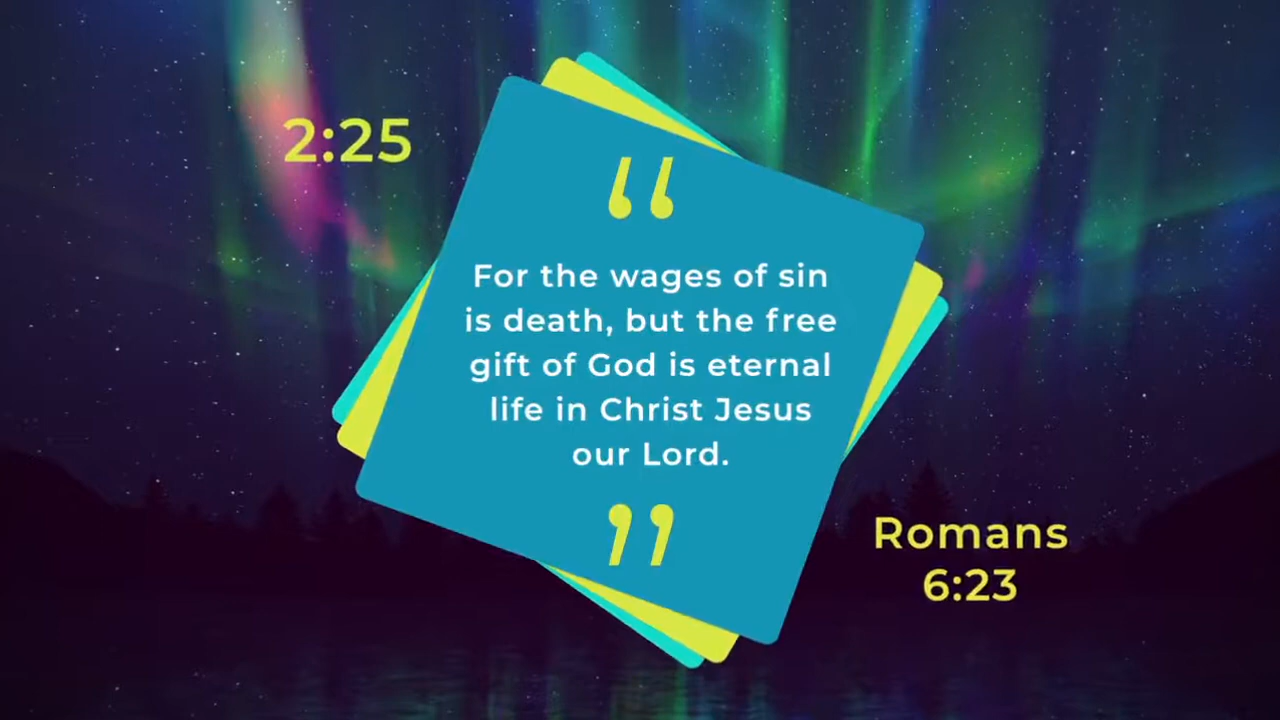 2:25
“
For the wages of sin
is death, but the free
gift of God is eternal
life in Christ Jesus
our Lord.
”
Romans
6:23